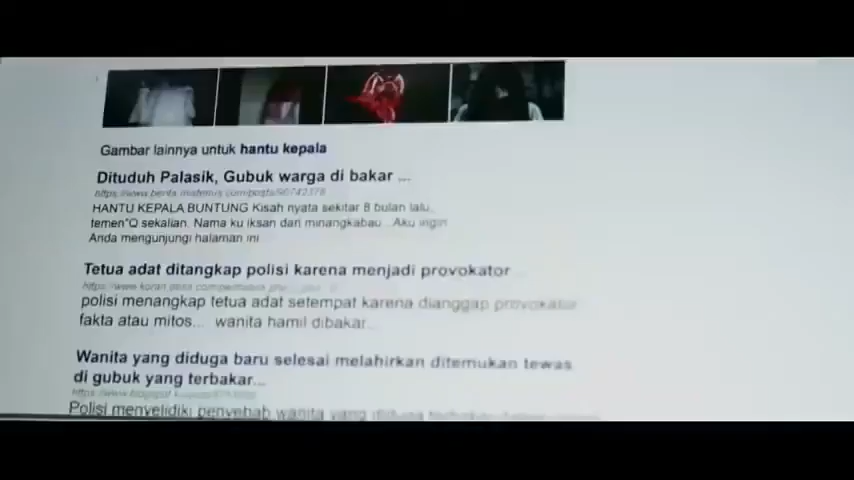 Gambar lainnya untuk hantu kepala
Dituduh Palasik, Gubuk warga di bakar ...
HANTU KEPALA BUNTUNG Kisah nyata sekitar 8 bulan lalu,
temen"Q sekalian. Nama ku iksan dari minangkabau.. Aku ingin
Anda mengunjungi halaman ini
Tetua adat ditangkap polisi karena menjadi provokator ...
polisi menangkap tetua adat setempat karena dianggap provokator
fakta atau mitos... wanita hamil dibakar...
Wanita yang diduga baru selesai melahirkan ditemukan tewas
di gubuk yang terbakar...
Polisi menyelidiki penyebab wanita yang diduga